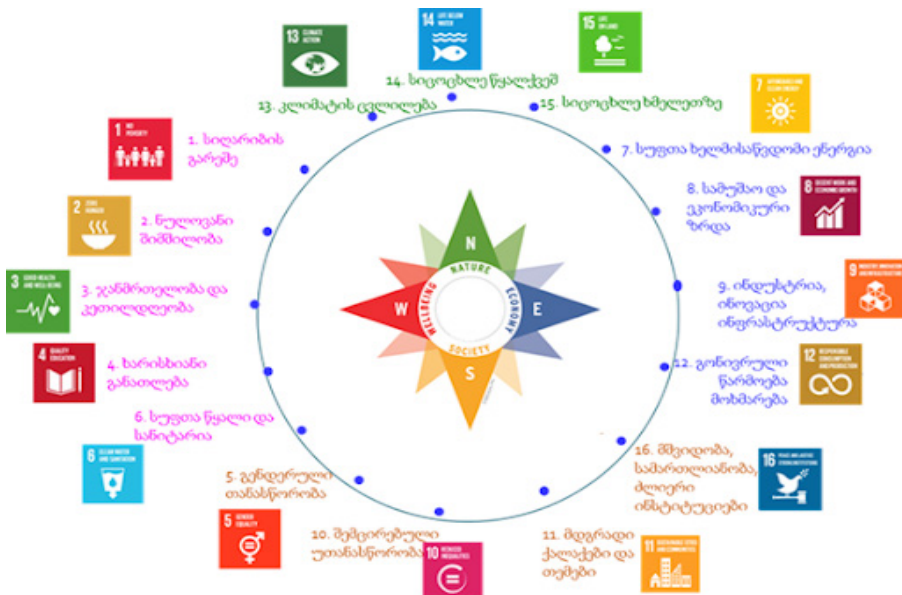 14 LIFE BELOW
WATER
13 CLIMATE
ACTION
15 LIFE
ON LAND
14. სიცოცხლე წყალქვეშ
13. კლიმატის ცვლილება
15. სიცოცხლე ხმელეთზე
7 AFFORDABLE AND
CLEAN ENERGY
1 NO
POVERTY
1. სიღარიბის
გარეშე
7. სუფთა ხელმისაწვდომი ენერგია
2 ZERO
HUNGER
2. ნულოვანი
შიმშილობა
8. სამუშაო და
ეკონომიკური
ზრდა
8 DECENT WORK AND
ECONOMIC GROWTH
3 GOOD HEALTH
AND WELL-BEING
3. ჯანმრთელობა და
კეთილდღეობა
N
NATURE
W
WELLBEING
ECONOMY
E
SOCIETY
S
9. ინდუსტრია,
ინოვაცია
ინფრასტრუქტურა
9 INDUSTRY, INNOVATION
AND INFRASTRUCTURE
4 QUALITY
EDUCATION
4. ხარისხიანი
განათლება
12. გონივრული
წარმოება
მოხმარება
12 RESPONSIBLE
CONSUMPTION
AND PRODUCTION
6 CLEAN WATER
AND SANITATION
6. სუფთა წყალი და
სანიტარია
16. მშვიდობა,
სამართლიანობა,
ძლიერი
ინსტიტუციები
16 PEACE AND JUSTICE
STRONG INSTITUTIONS
5. გენდერული
თანასწორობა
5 GENDER
EQUALITY
10. შემცირებული
უთანასწორობა
10 REDUCED
INEQUALITIES
11. მდგრადი
ქალაქები და
თემები
11 SUSTAINABLE CITIES
AND COMMUNITIES